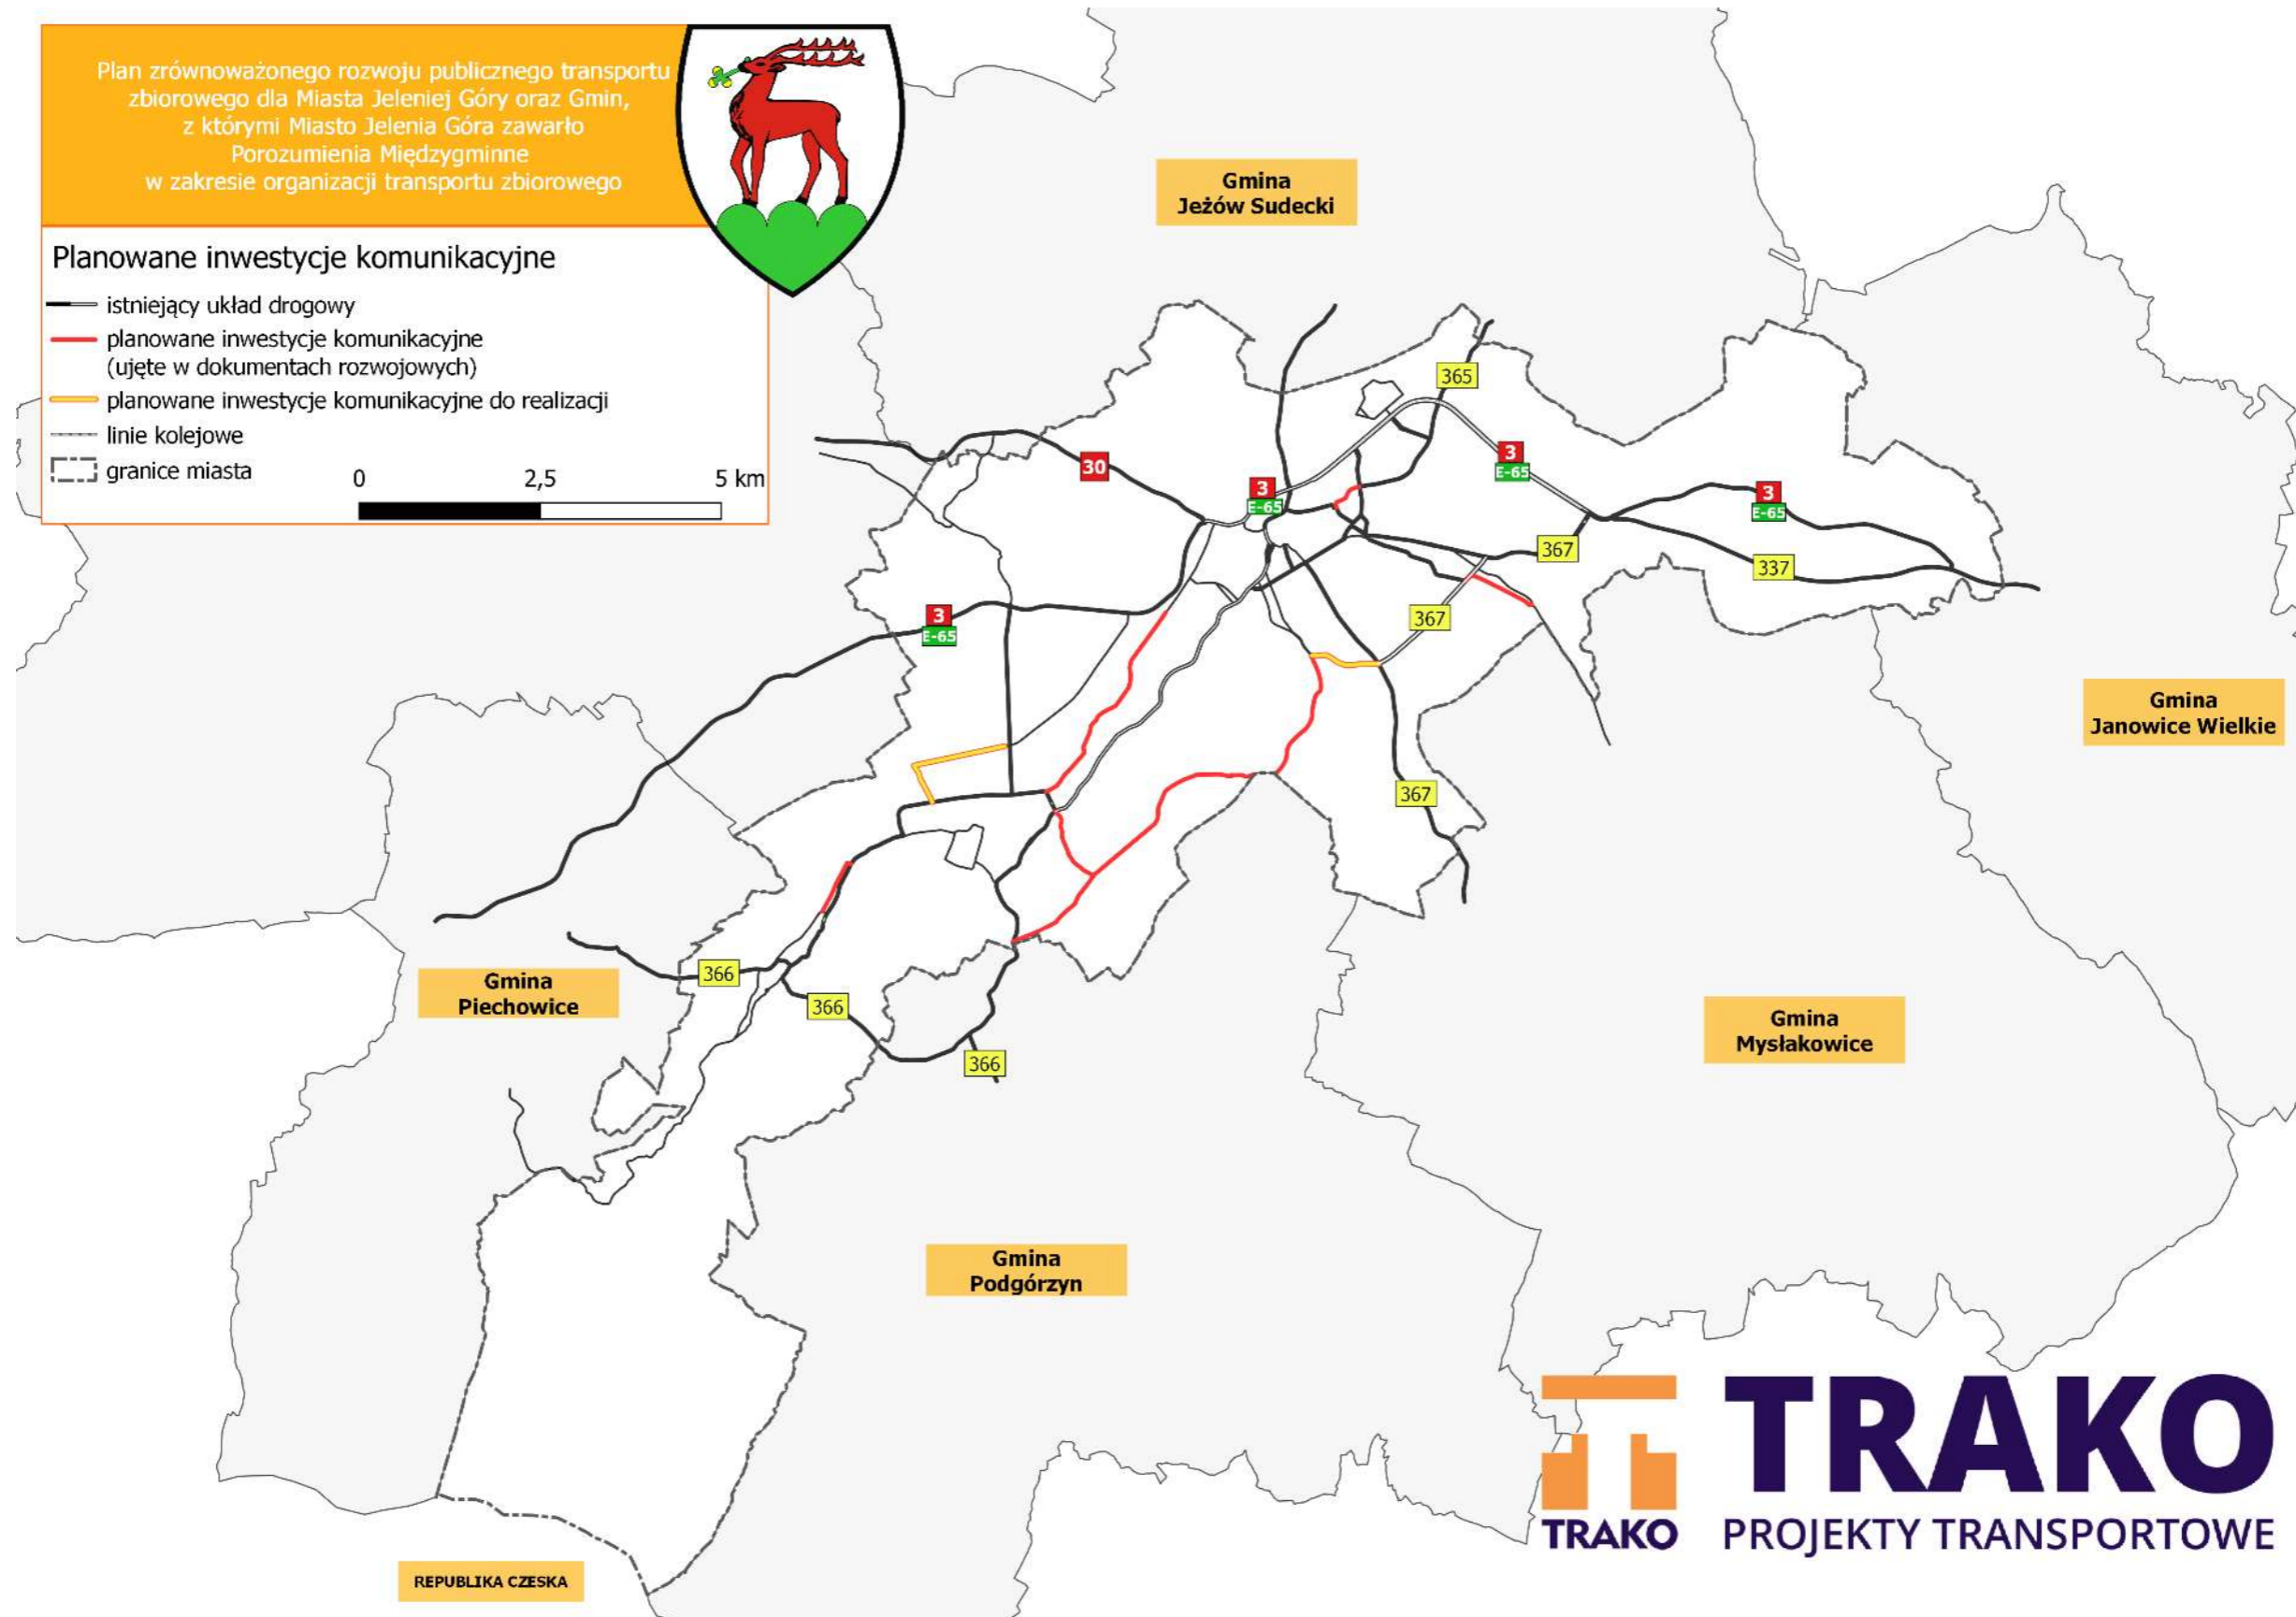 Plan zrównoważonego rozwoju publicznego transportu
zbiorowego dla Miasta Jeleniej Góry oraz Gmin,
z którymi Miasto Jelenia Góra zawarło
Porozumienia Międzygminne
w zakresie organizacji transportu zbiorowego
Planowane inwestycje komunikacyjne
istniejący układ drogowy
planowane inwestycje komunikacyjne
(ujęte w dokumentach rozwojowych)
planowane inwestycje komunikacyjne do realizacji
linie kolejowe
granice miasta
0 2,5 5 km
Gmina
Jeżów Sudecki
365
30
3
E-65
3
E-65
3
E-65
367
337
3
E-65
367
Gmina
Janowice Wielkie
367
366
Gmina
Piechowice
366
366
Gmina
Mysłakowice
Gmina
Podgórzyn
REPUBLIKA CZESKA
TRAKO
TRAKO
PROJEKTY TRANSPORTOWE